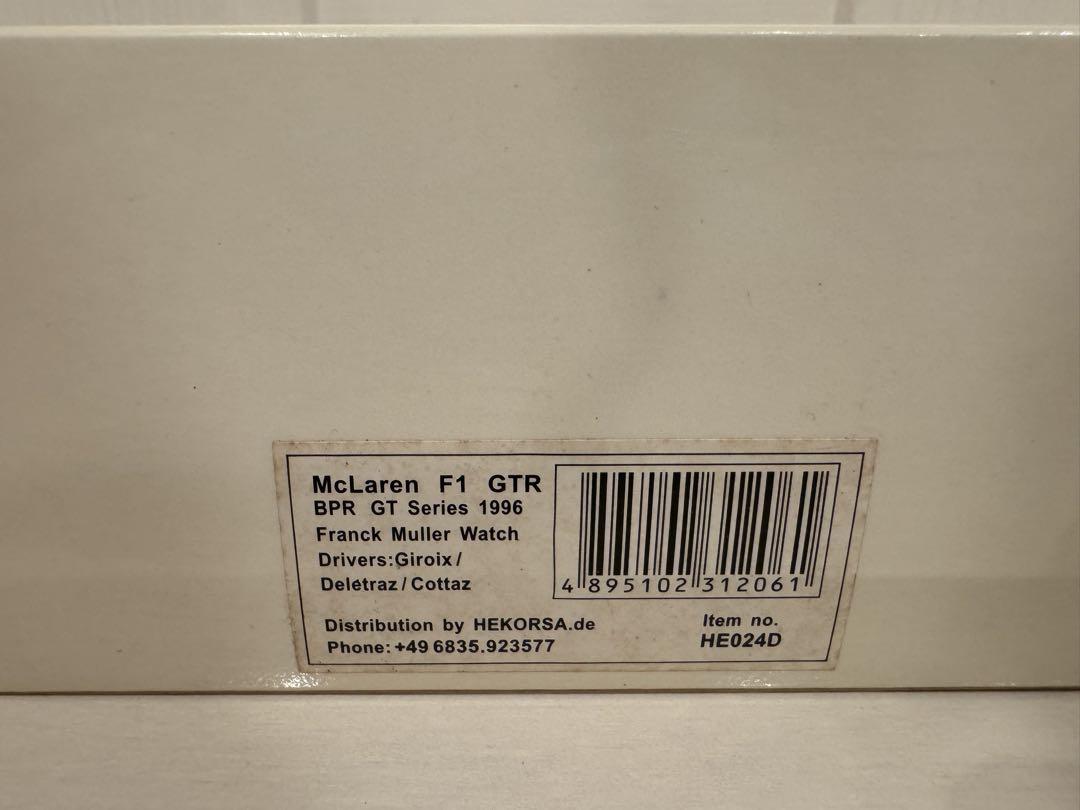 McLaren F1 GTR
BPR GT Series 1996
Franck Muller Watch
Drivers:Giroix/
Delétraz/Cottaz
Distribution by HEKORSA.de
Phone:+49 6835.923577
4 895102 312061
Item no.
HE024D